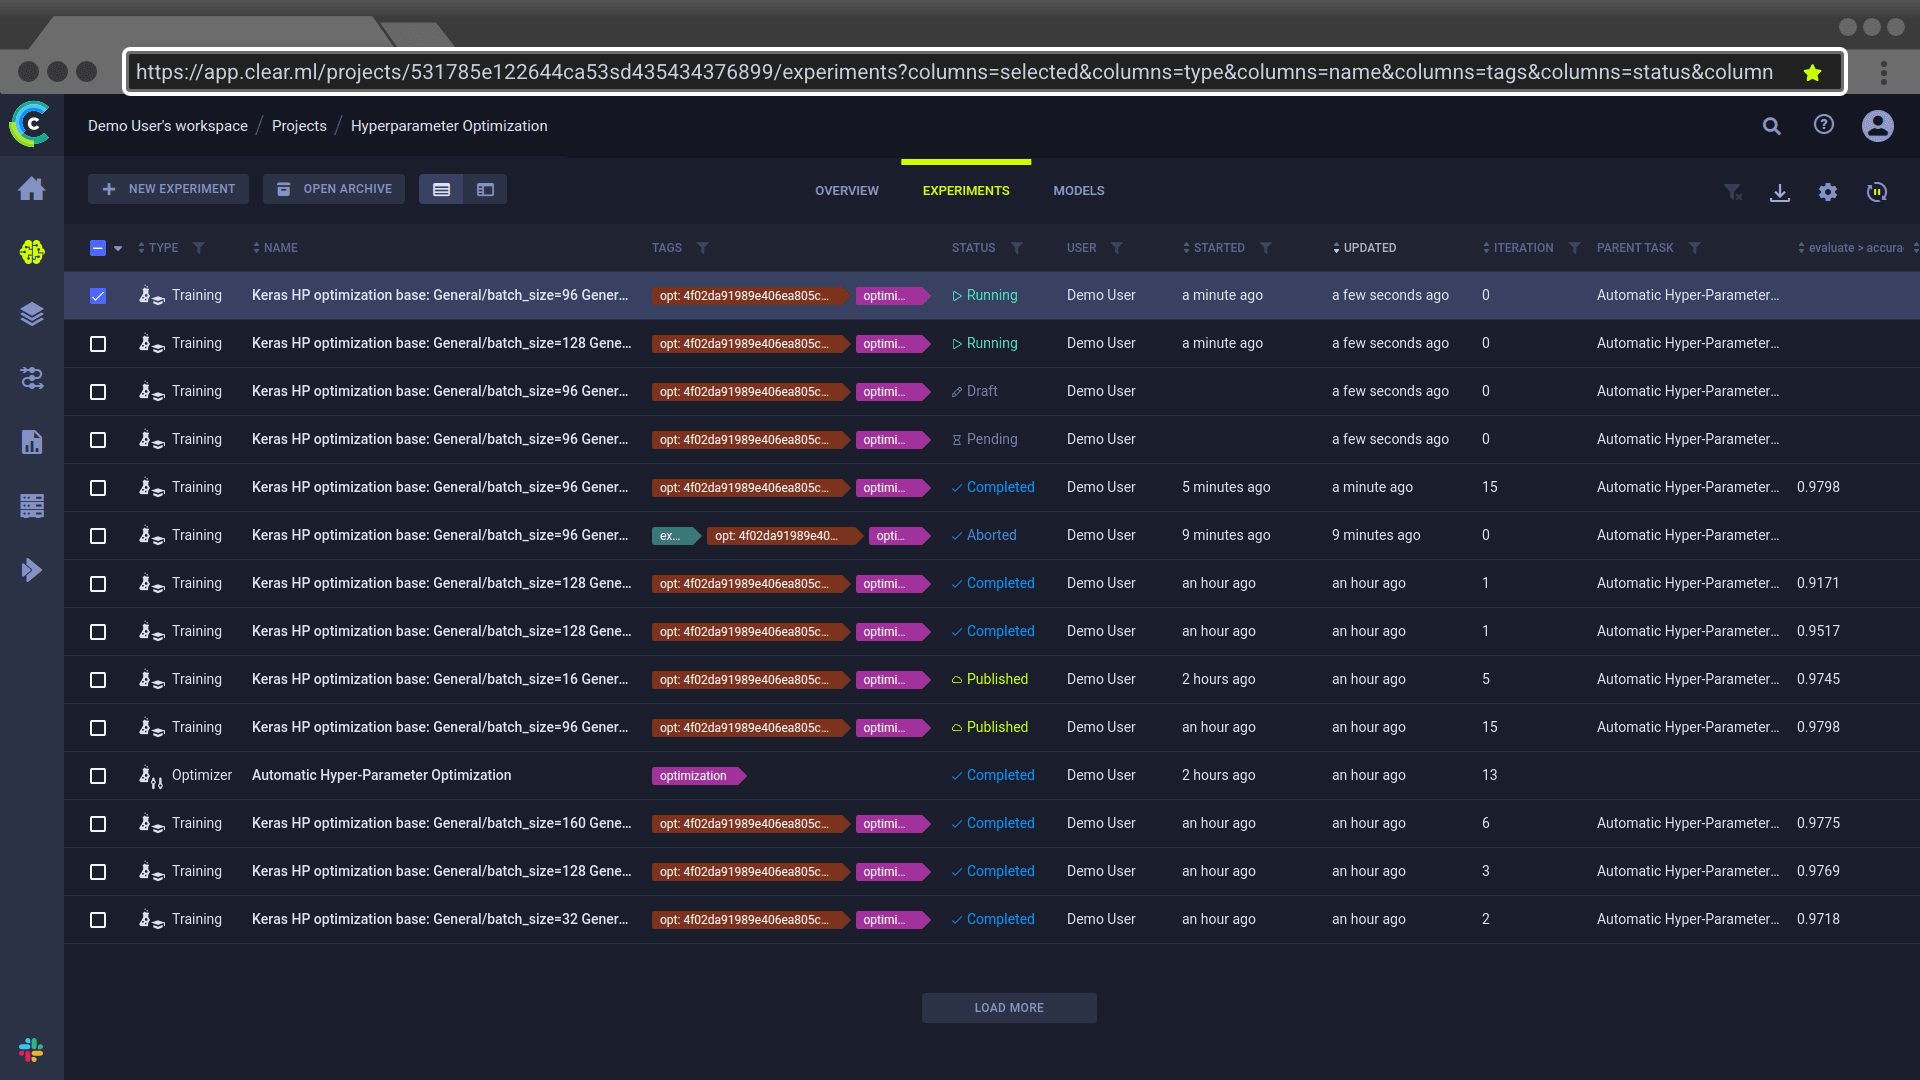 https://app.clear.ml/projects/531785e122644ca53sd435434376899/experiments?columns=selected&columns=type&columns=name&columns=tags&columns=status&column
Demo User's workspace / Projects / Hyperparameter Optimization
NEW EXPERIMENT OPEN ARCHIVE OVERVIEW EXPERIMENTS MODELS
TYPE NAME TAGS STATUS USER STARTED UPDATED ITERATION PARENT TASK evaluate > accura
Training Keras HP optimization base: General/batch_size=96 Gener... opt: 4f02da91989e406ea805c... optimi... Running Demo User a minute ago a few seconds ago 0 Automatic Hyper-Parameter...
Training Keras HP optimization base: General/batch_size=128 Gene... opt: 4f02da91989e406ea805c... optimi... Running Demo User a minute ago a few seconds ago 0 Automatic Hyper-Parameter...
Training Keras HP optimization base: General/batch_size=96 Gener... opt: 4f02da91989e406ea805c... optimi... Draft Demo User a few seconds ago 0 Automatic Hyper-Parameter...
Training Keras HP optimization base: General/batch_size=96 Gener... opt: 4f02da91989e406ea805c... optimi... Pending Demo User a few seconds ago 0 Automatic Hyper-Parameter...
Training Keras HP optimization base: General/batch_size=96 Gener... opt: 4f02da91989e406ea805c... optimi... Completed Demo User 5 minutes ago a minute ago 15 Automatic Hyper-Parameter... 0.9798
Training Keras HP optimization base: General/batch_size=96 Gener... ex... opt: 4f02da91989e40... opti... Aborted Demo User 9 minutes ago 9 minutes ago 0 Automatic Hyper-Parameter...
Training Keras HP optimization base: General/batch_size=128 Gene... opt: 4f02da91989e406ea805c... optimi... Completed Demo User an hour ago an hour ago 1 Automatic Hyper-Parameter... 0.9171
Training Keras HP optimization base: General/batch_size=128 Gene... opt: 4f02da91989e406ea805c... optimi... Completed Demo User an hour ago an hour ago 1 Automatic Hyper-Parameter... 0.9517
Training Keras HP optimization base: General/batch_size=16 Gener... opt: 4f02da91989e406ea805c... optimi... Published Demo User 2 hours ago an hour ago 5 Automatic Hyper-Parameter... 0.9745
Training Keras HP optimization base: General/batch_size=96 Gener... opt: 4f02da91989e406ea805c... optimi... Published Demo User an hour ago an hour ago 15 Automatic Hyper-Parameter... 0.9798
Optimizer Automatic Hyper-Parameter Optimization optimization Completed Demo User 2 hours ago an hour ago 13
Training Keras HP optimization base: General/batch_size=160 Gene... opt: 4f02da91989e406ea805c... optimi... Completed Demo User an hour ago an hour ago 6 Automatic Hyper-Parameter... 0.9775
Training Keras HP optimization base: General/batch_size=128 Gene... opt: 4f02da91989e406ea805c... optimi... Completed Demo User an hour ago an hour ago 3 Automatic Hyper-Parameter... 0.9769
Training Keras HP optimization base: General/batch_size=32 Gener... opt: 4f02da91989e406ea805c... optimi... Completed Demo User an hour ago an hour ago 2 Automatic Hyper-Parameter... 0.9718
LOAD MORE